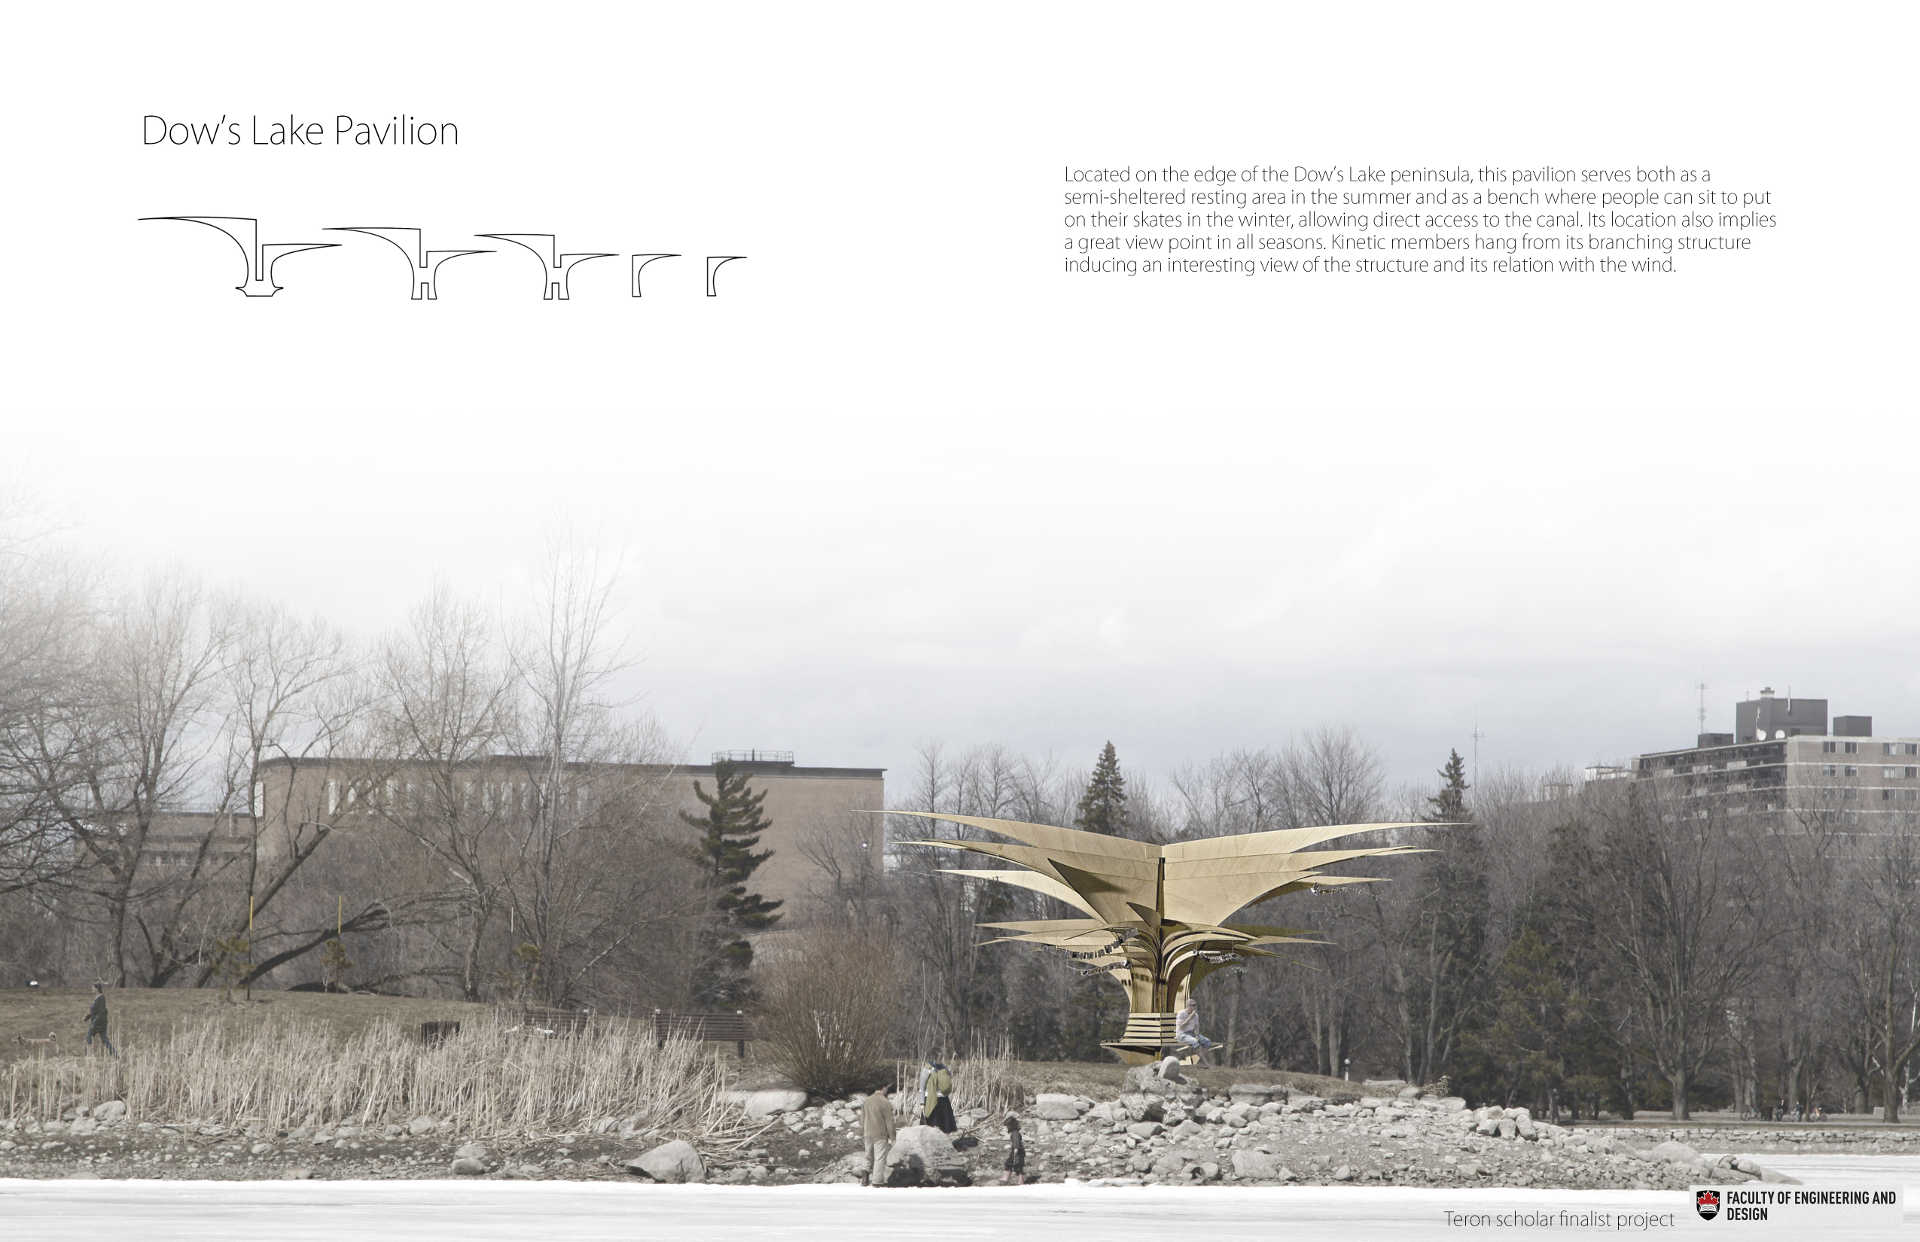 Dow's Lake Pavilion
Located on the edge of the Dow's Lake peninsula, this pavilion serves both as a
semi-sheltered resting area in the summer and as a bench where people can sit to put
on their skates in the winter, allowing direct access to the canal. Its location also implies
a great view point in all seasons. Kinetic members hang from its branching structure
inducing an interesting view of the structure and its relation with the wind.
Teron scholar finalist project
FACULTY OF ENGINEERING AND
DESIGN